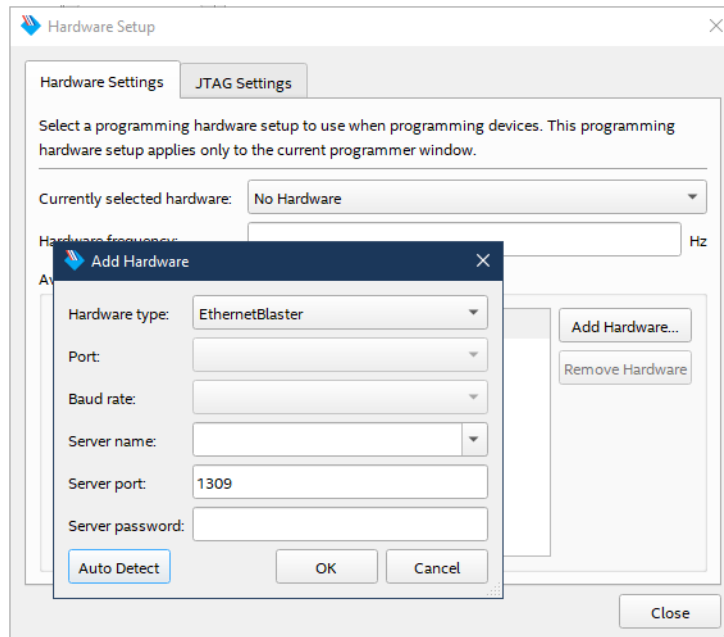 Hardware Setup
Hardware Settings
JTAG Settings
Select a programming hardware setup to use when programming devices. This programming
hardware setup applies only to the current programmer window.
Currently selected hardware: No Hardware
Hz
Add Hardware
Hardware type: EthernetBlaster
Add Hardware...
Port:
Remove Hardware
Baud rate:
Server name:
Server port: 1309
Server password:
Auto Detect
OK
Cancel
Close